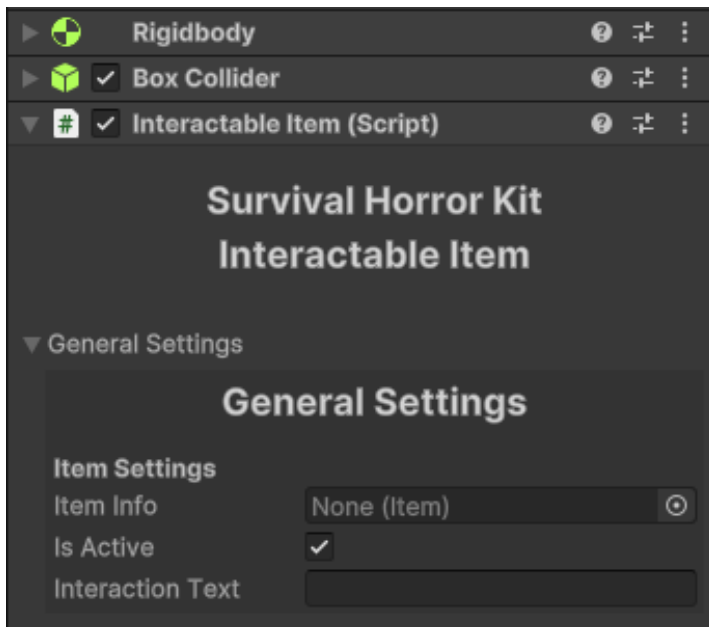 Rigidbody
Box Collider
# Interactable Item (Script)
Survival Horror Kit
Interactable Item
General Settings
General Settings
Item Settings
Item Info None (Item)
Is Active
Interaction Text